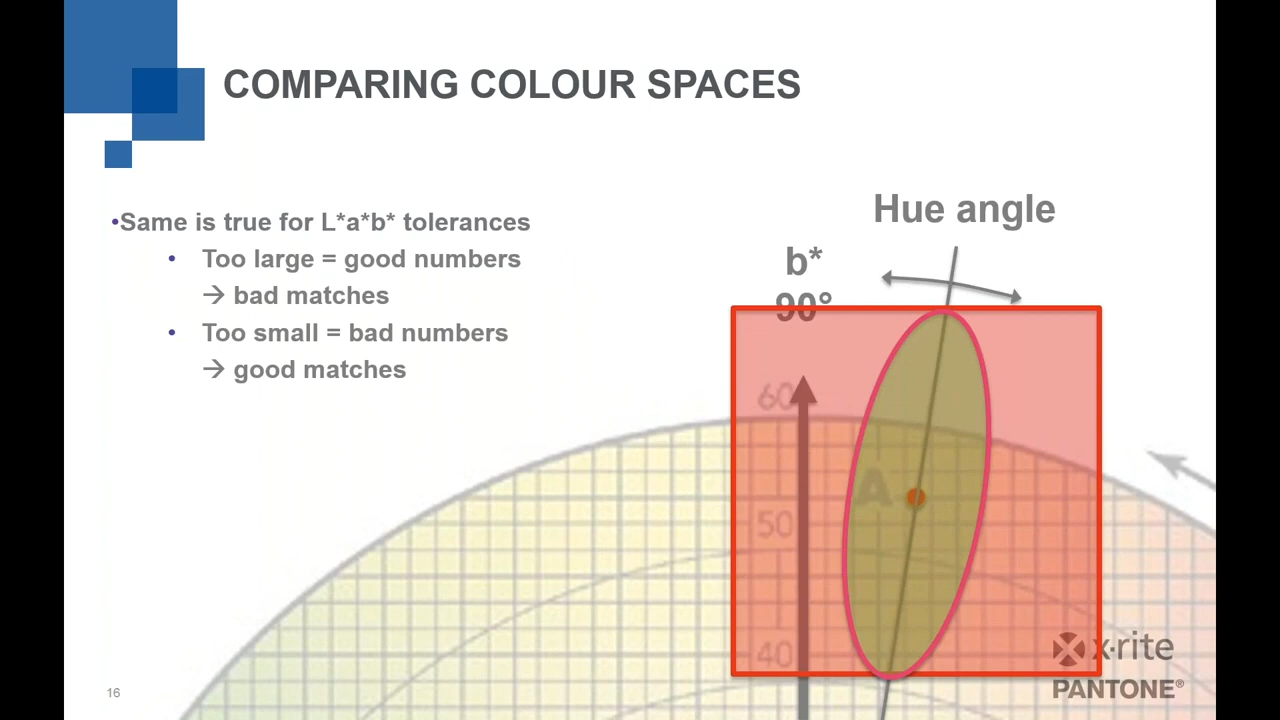 COMPARING COLOUR SPACES
•Same is true for L*a*b* tolerances
• Too large = good numbers
→ bad matches
• Too small = bad numbers
→ good matches
Hue angle
b*
90°
60
A
50
40
x·rite
PANTONE®
16